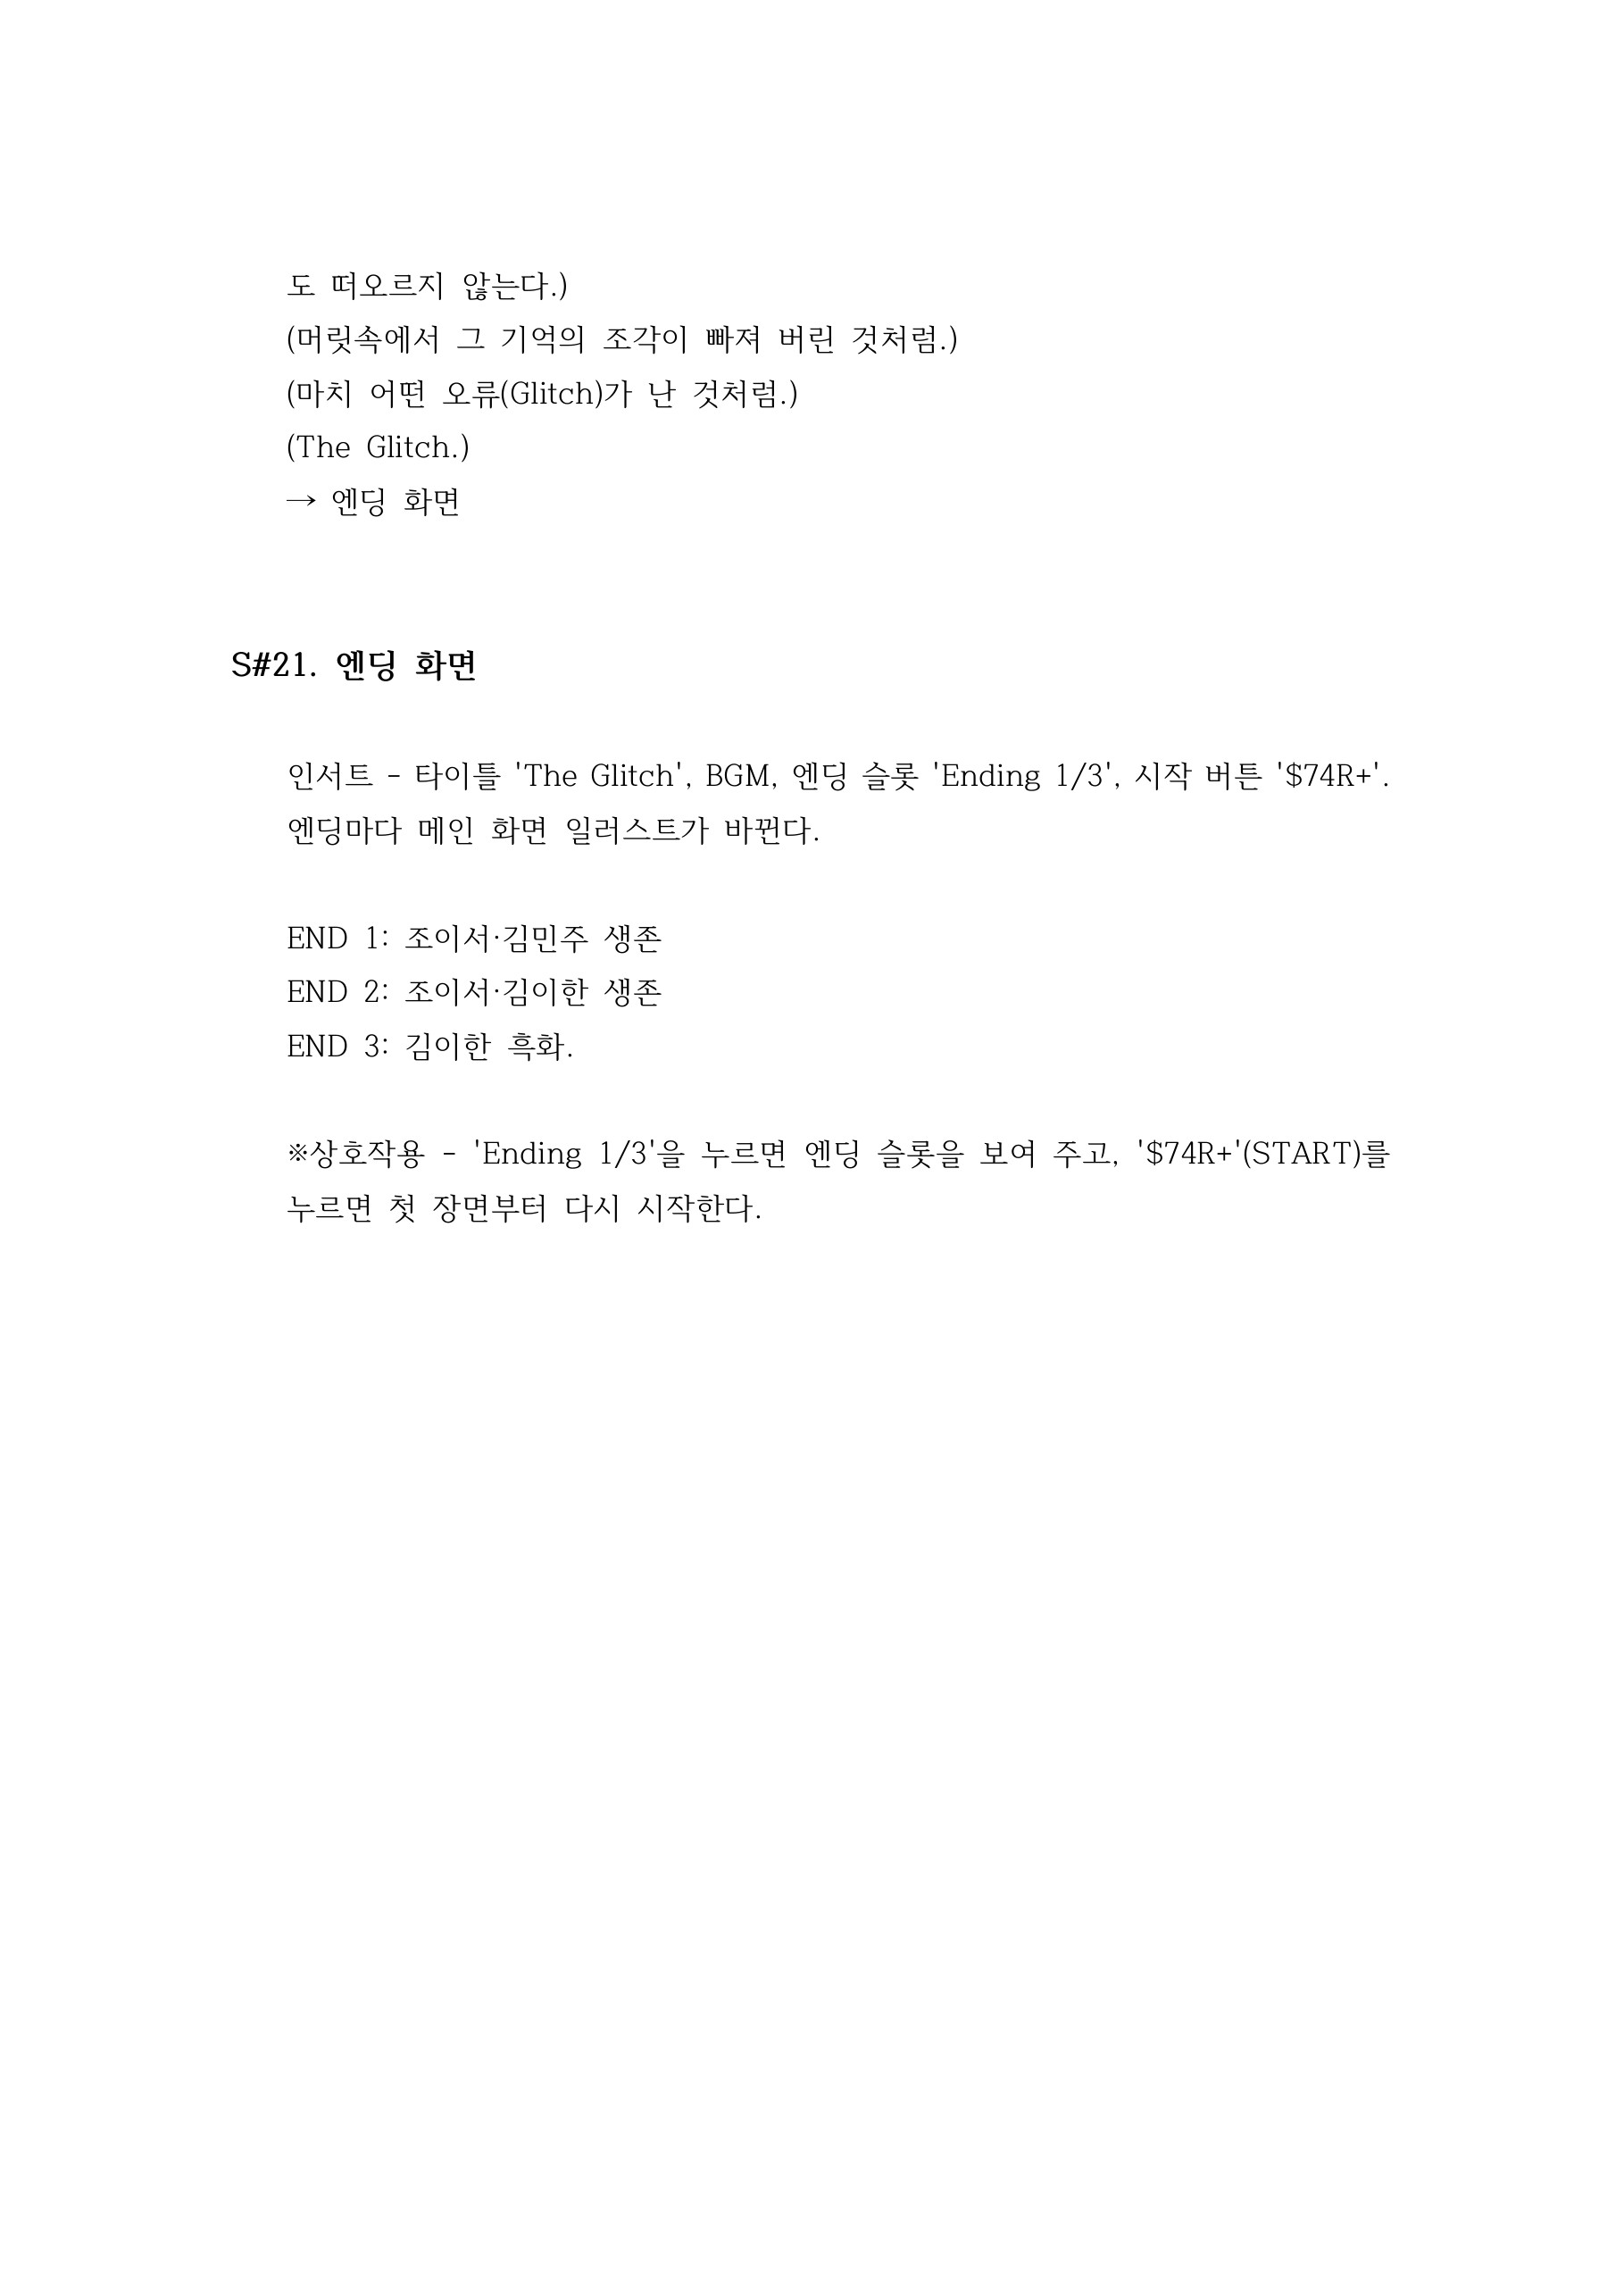 도 떠오르지 않는다.)
(머릿속에서 그 기억의 조각이 빠져 버린 것처럼.)
(마치 어떤 오류(Glitch)가 난 것처럼.)
(The Glitch.)
→ 엔딩 화면
S#21. 엔딩 화면
인서트 - 타이틀 'The Glitch', BGM, 엔딩 슬롯 'Ending 1/3', 시작 버튼 '$74R+'.
엔딩마다 메인 화면 일러스트가 바뀐다.
END 1: 조이서·김민주 생존
END 2: 조이서·김이한 생존
END 3: 김이한 흑화.
※상호작용 - 'Ending 1/3'을 누르면 엔딩 슬롯을 보여 주고, '$74R+'(START)를
누르면 첫 장면부터 다시 시작한다.